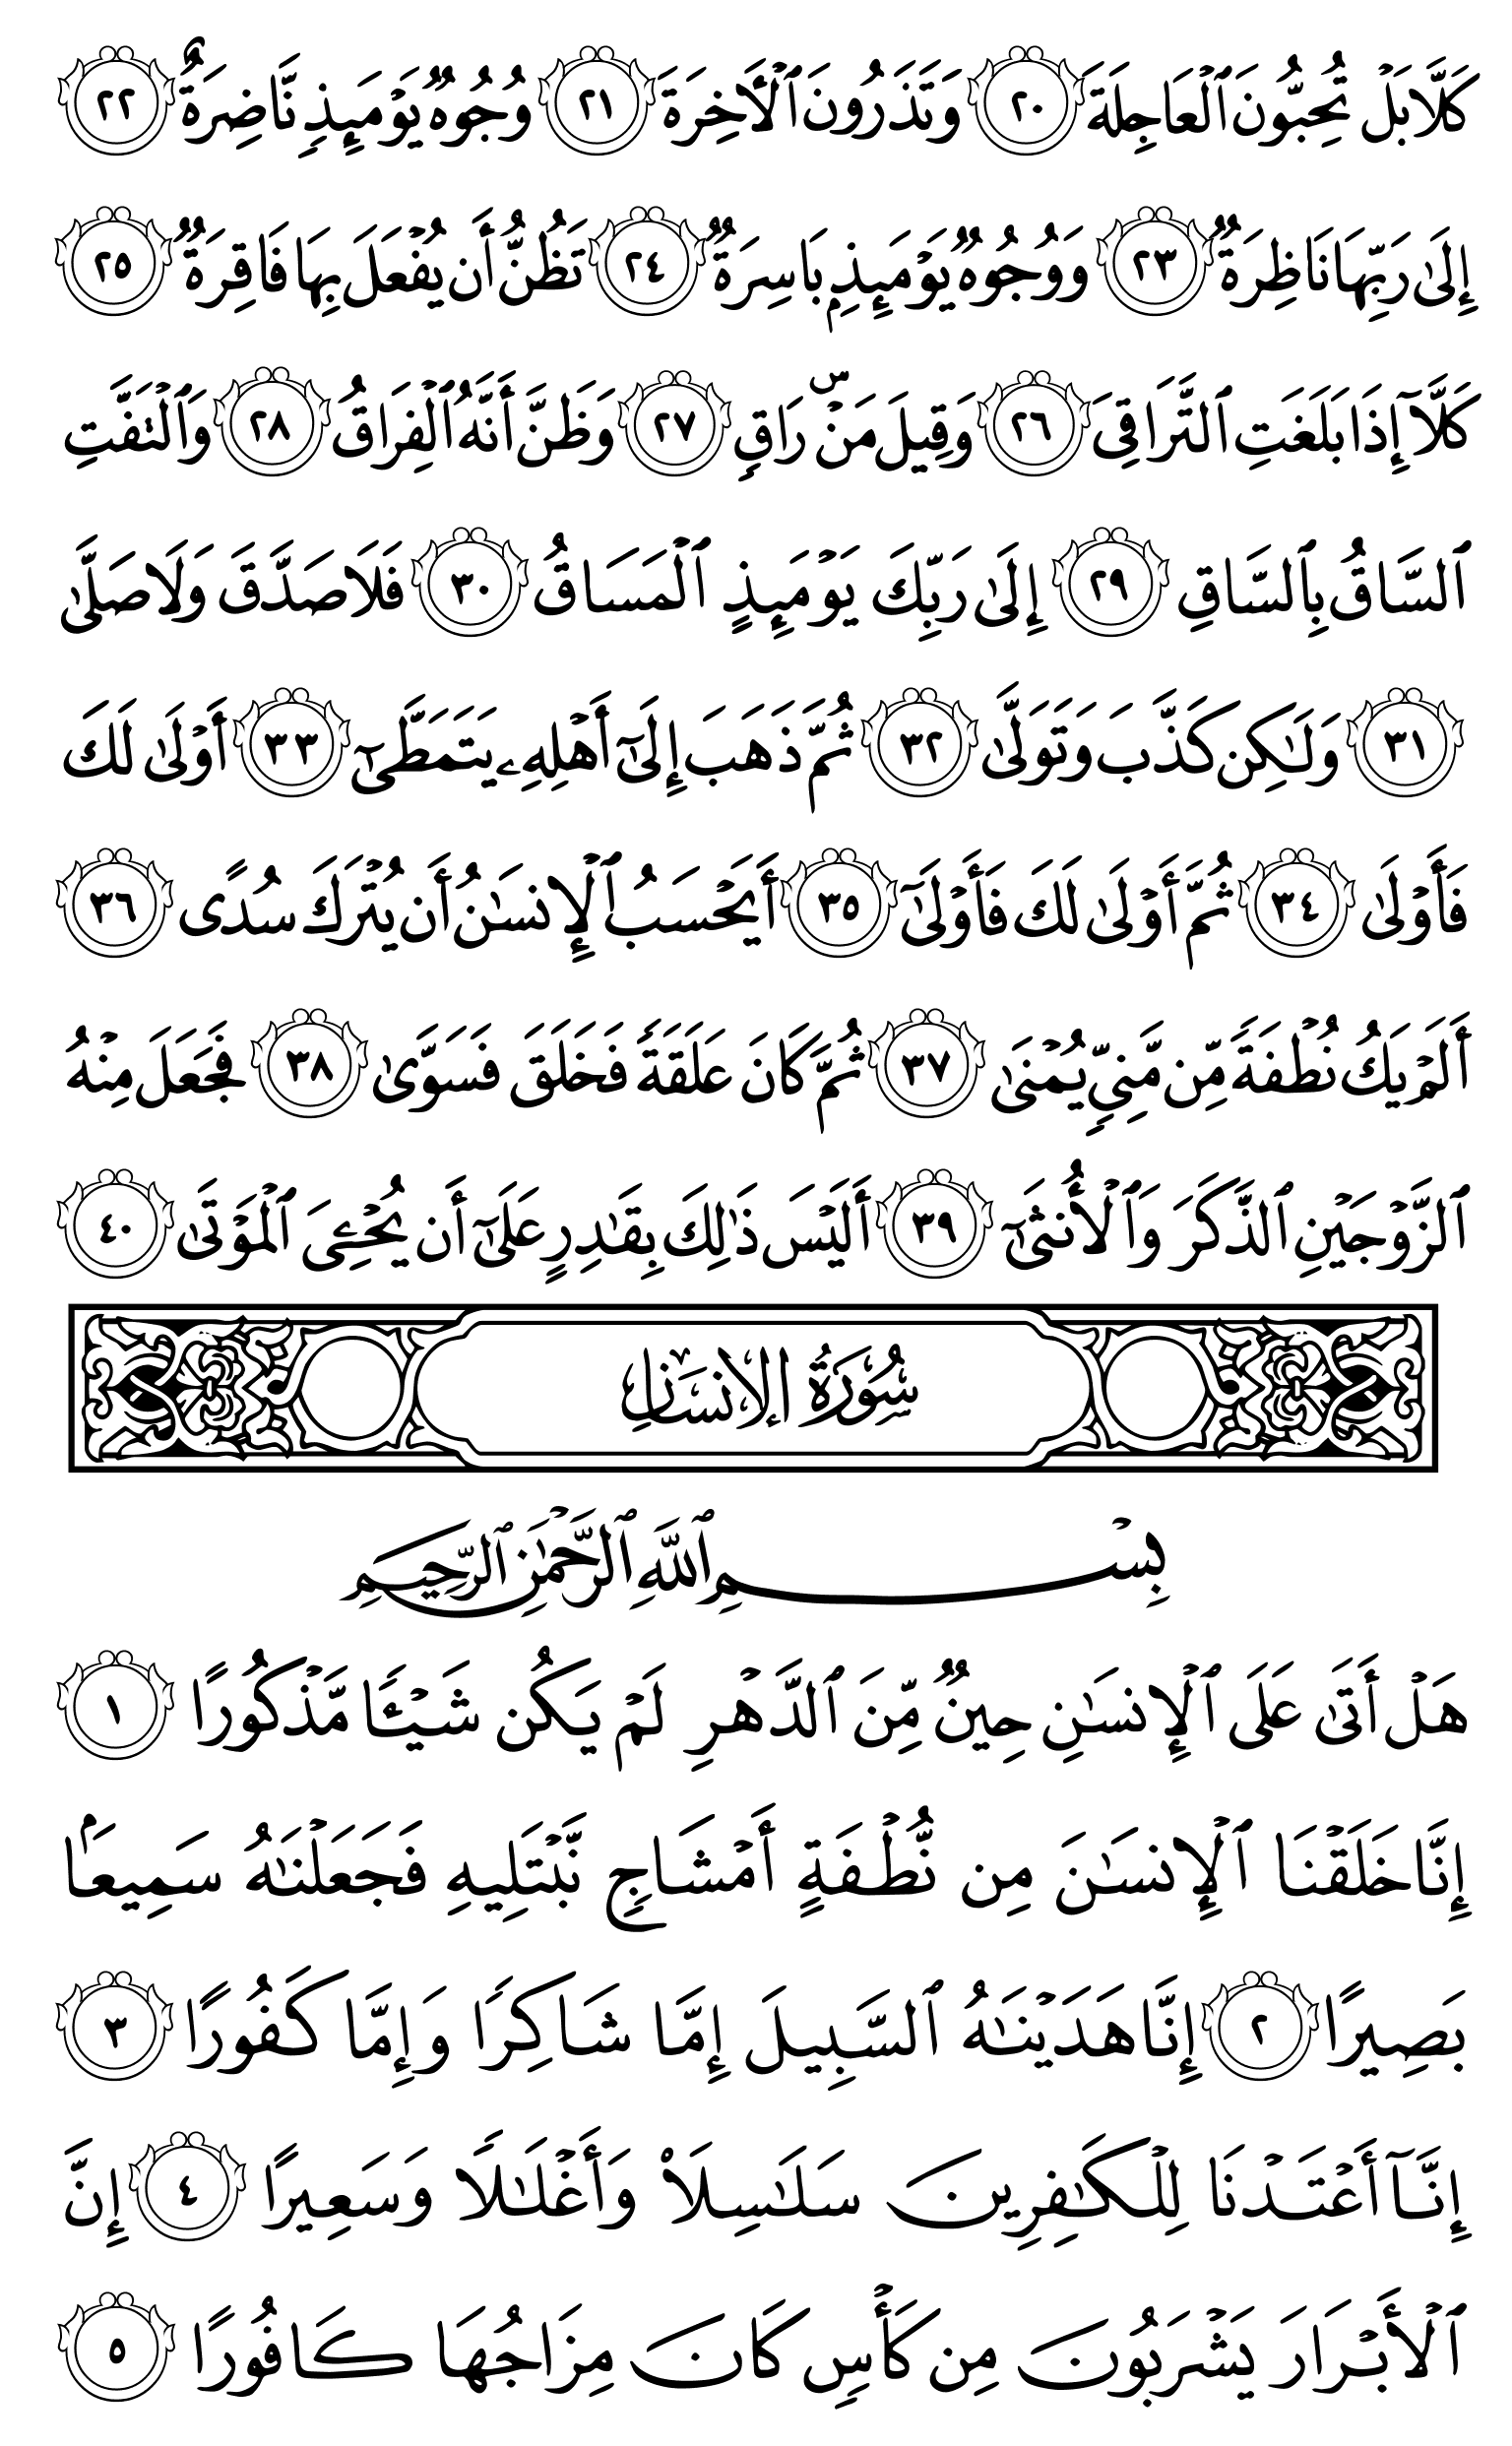 كَلَّا بَلۡ تُحِبُّونَ ٱلۡعَاجِلَةَ ٢٠ وَتَذَرُونَ ٱلۡأٓخِرَةَ ٢١ وُجُوهٞ يَوۡمَئِذٖ نَّاضِرَةٌ ٢٢
إِلَىٰ رَبِّهَا نَاظِرَةٞ ٢٣ وَوُجُوهٞ يَوۡمَئِذِۭ بَاسِرَةٞ ٢٤ تَظُنُّ أَن يُفۡعَلَ بِهَا فَاقِرَةٞ ٢٥
كَلَّآ إِذَا بَلَغَتِ ٱلتَّرَاقِيَ ٢٦ وَقِيلَ مَنۡۜ رَاقٖ ٢٧ وَظَنَّ أَنَّهُ ٱلۡفِرَاقُ ٢٨ وَٱلۡتَفَّتِ
ٱلسَّاقُ بِٱلسَّاقِ ٢٩ إِلَىٰ رَبِّكَ يَوۡمَئِذٍ ٱلۡمَسَاقُ ٣٠ فَلَا صَدَّقَ وَلَا صَلَّىٰ
٣١ وَلَٰكِن كَذَّبَ وَتَوَلَّىٰ ٣٢ ثُمَّ ذَهَبَ إِلَىٰٓ أَهۡلِهِۦ يَتَمَطَّىٰٓ ٣٣ أَوۡلَىٰ لَكَ
فَأَوۡلَىٰ ٣٤ ثُمَّ أَوۡلَىٰ لَكَ فَأَوۡلَىٰٓ ٣٥ أَيَحۡسَبُ ٱلۡإِنسَٰنُ أَن يُتۡرَكَ سُدًى ٣٦
أَلَمۡ يَكُ نُطۡفَةٗ مِّن مَّنِيّٖ يُمۡنَىٰ ٣٧ ثُمَّ كَانَ عَلَقَةٗ فَخَلَقَ فَسَوَّىٰ ٣٨ فَجَعَلَ مِنۡهُ
ٱلزَّوۡجَيۡنِ ٱلذَّكَرَ وَٱلۡأُنثَىٰٓ ٣٩ أَلَيۡسَ ذَٰلِكَ بِقَٰدِرٍ عَلَىٰٓ أَن يُحۡـِۧيَ ٱلۡمَوۡتَىٰ ٤٠
سُورَةُ الإِنسَانِ
بِسۡمِ ٱللَّهِ ٱلرَّحۡمَٰنِ ٱلرَّحِيمِ
هَلۡ أَتَىٰ عَلَى ٱلۡإِنسَٰنِ حِينٞ مِّنَ ٱلدَّهۡرِ لَمۡ يَكُن شَيۡـٔٗا مَّذۡكُورًا ١
إِنَّا خَلَقۡنَا ٱلۡإِنسَٰنَ مِن نُّطۡفَةٍ أَمۡشَاجٖ نَّبۡتَلِيهِ فَجَعَلۡنَٰهُ سَمِيعَۢا
بَصِيرًا ٢ إِنَّا هَدَيۡنَٰهُ ٱلسَّبِيلَ إِمَّا شَاكِرٗا وَإِمَّا كَفُورًا ٣
إِنَّآ أَعۡتَدۡنَا لِلۡكَٰفِرِينَ سَلَٰسِلَاْ وَأَغۡلَٰلٗا وَسَعِيرًا ٤ إِنَّ
ٱلۡأَبۡرَارَ يَشۡرَبُونَ مِن كَأۡسٖ كَانَ مِزَاجُهَا كَافُورًا ٥